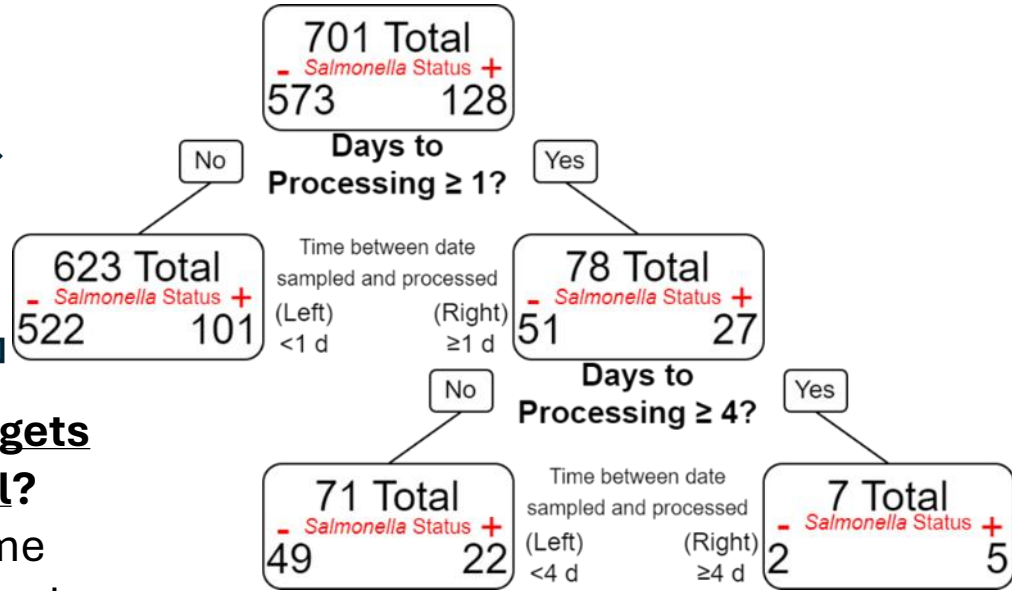 701 Total
- Salmonella Status +
573 128
No
Days to
Processing ≥ 1?
Yes
623 Total
- Salmonella Status +
522 101
Time between date
sampled and processed
(Left) (Right)
<1 d ≥1 d
78 Total
- Salmonella Status +
51 27
No
Days to
Processing ≥ 4?
Yes
gets
l?
me
71 Total
- Salmonella Status +
49 22
Time between date
sampled and processed
(Left) (Right)
<4 d ≥4 d
7 Total
- Salmonella Status +
2 5